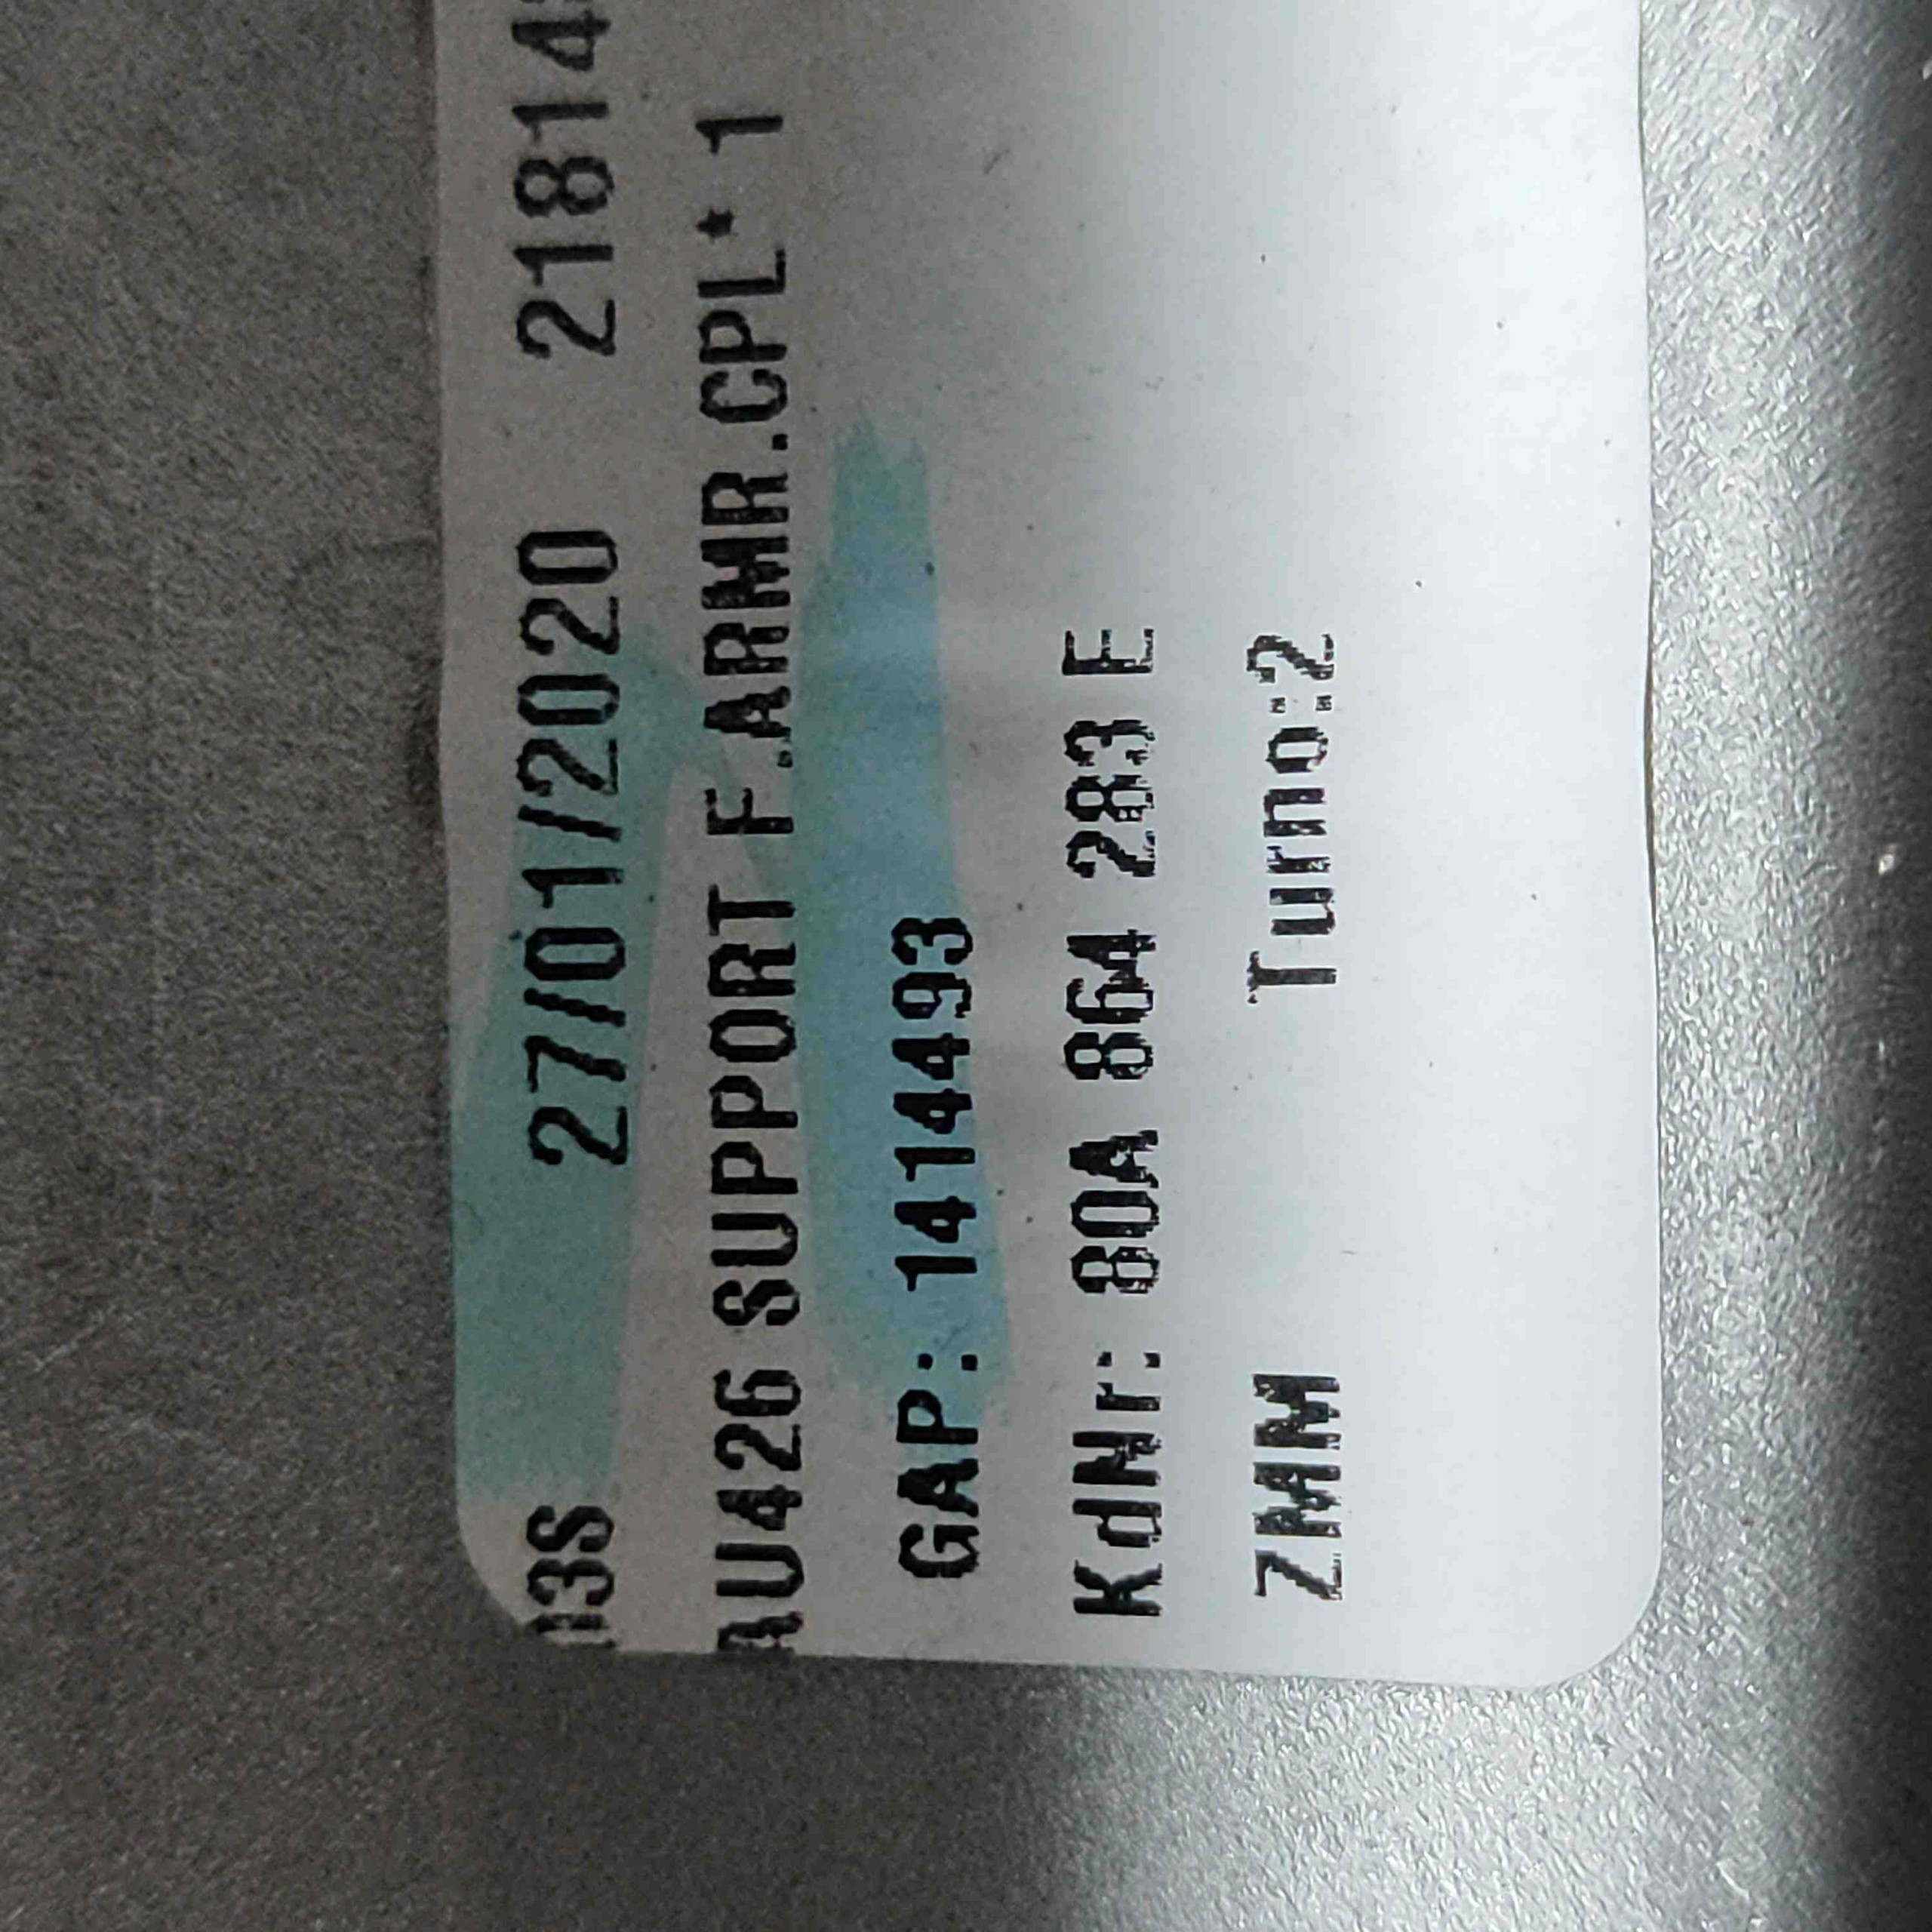 03S 27/01/2020 21814
AU426 SUPPORT F.ARMR.CPL* 1
GAP: 1414493
KdNr: 80A 864 283 E
ZMM Turno:2